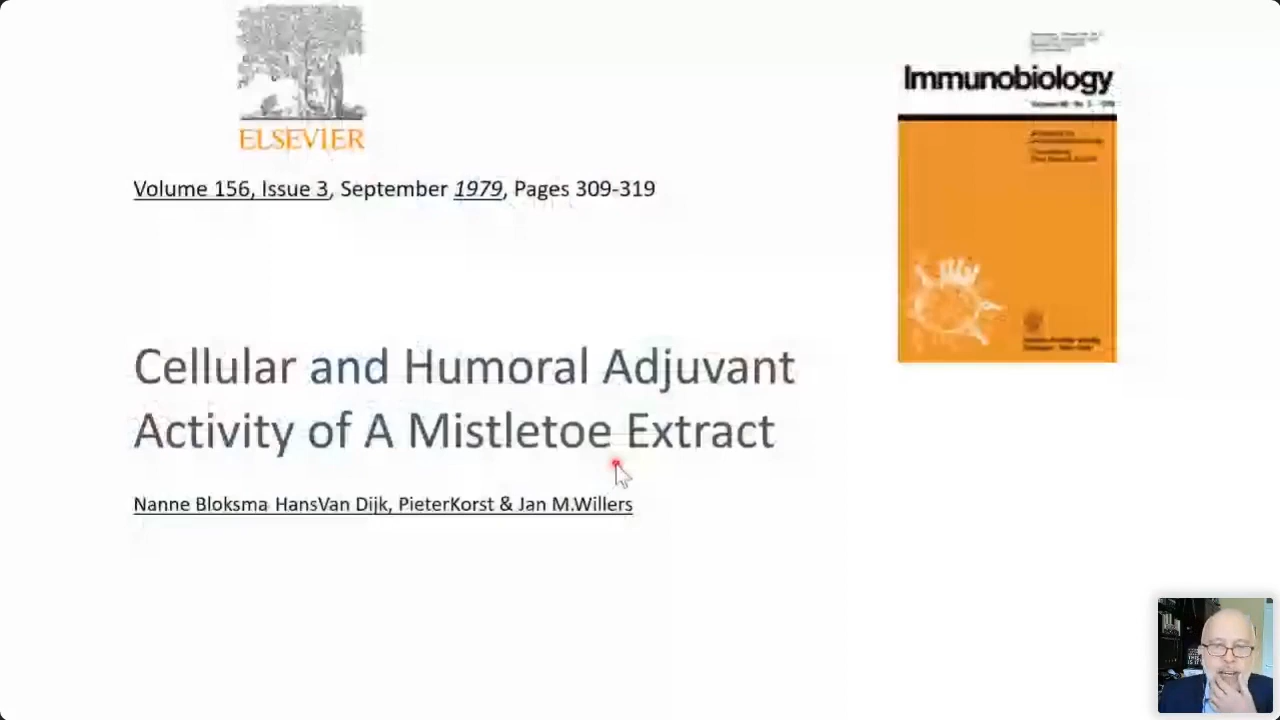 ELSEVIER
Immunobiology
Volume 156, Issue 3, September 1979, Pages 309-319
Cellular and Humoral Adjuvant
Activity of A Mistletoe Extract
Nanne Bloksma HansVan Dijk, PieterKorst & Jan M.Willers